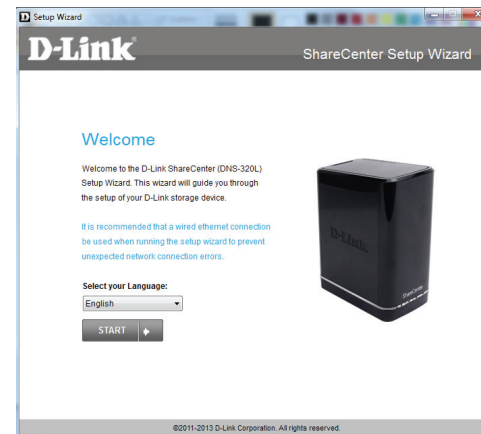 Setup Wizard
D-Link
ShareCenter Setup Wizard
Welcome
Welcome to the D-Link ShareCenter (DNS-320L)
Setup Wizard. This wizard will guide you through
the setup of your D-Link storage device.
It is recommended that a wired ethernet connection
be used when running the setup wizard to prevent
unexpected network connection errors.
Select your Language:
English
START
D-Link
ShareCenter
©2011-2013 D-Link Corporation. All rights reserved.